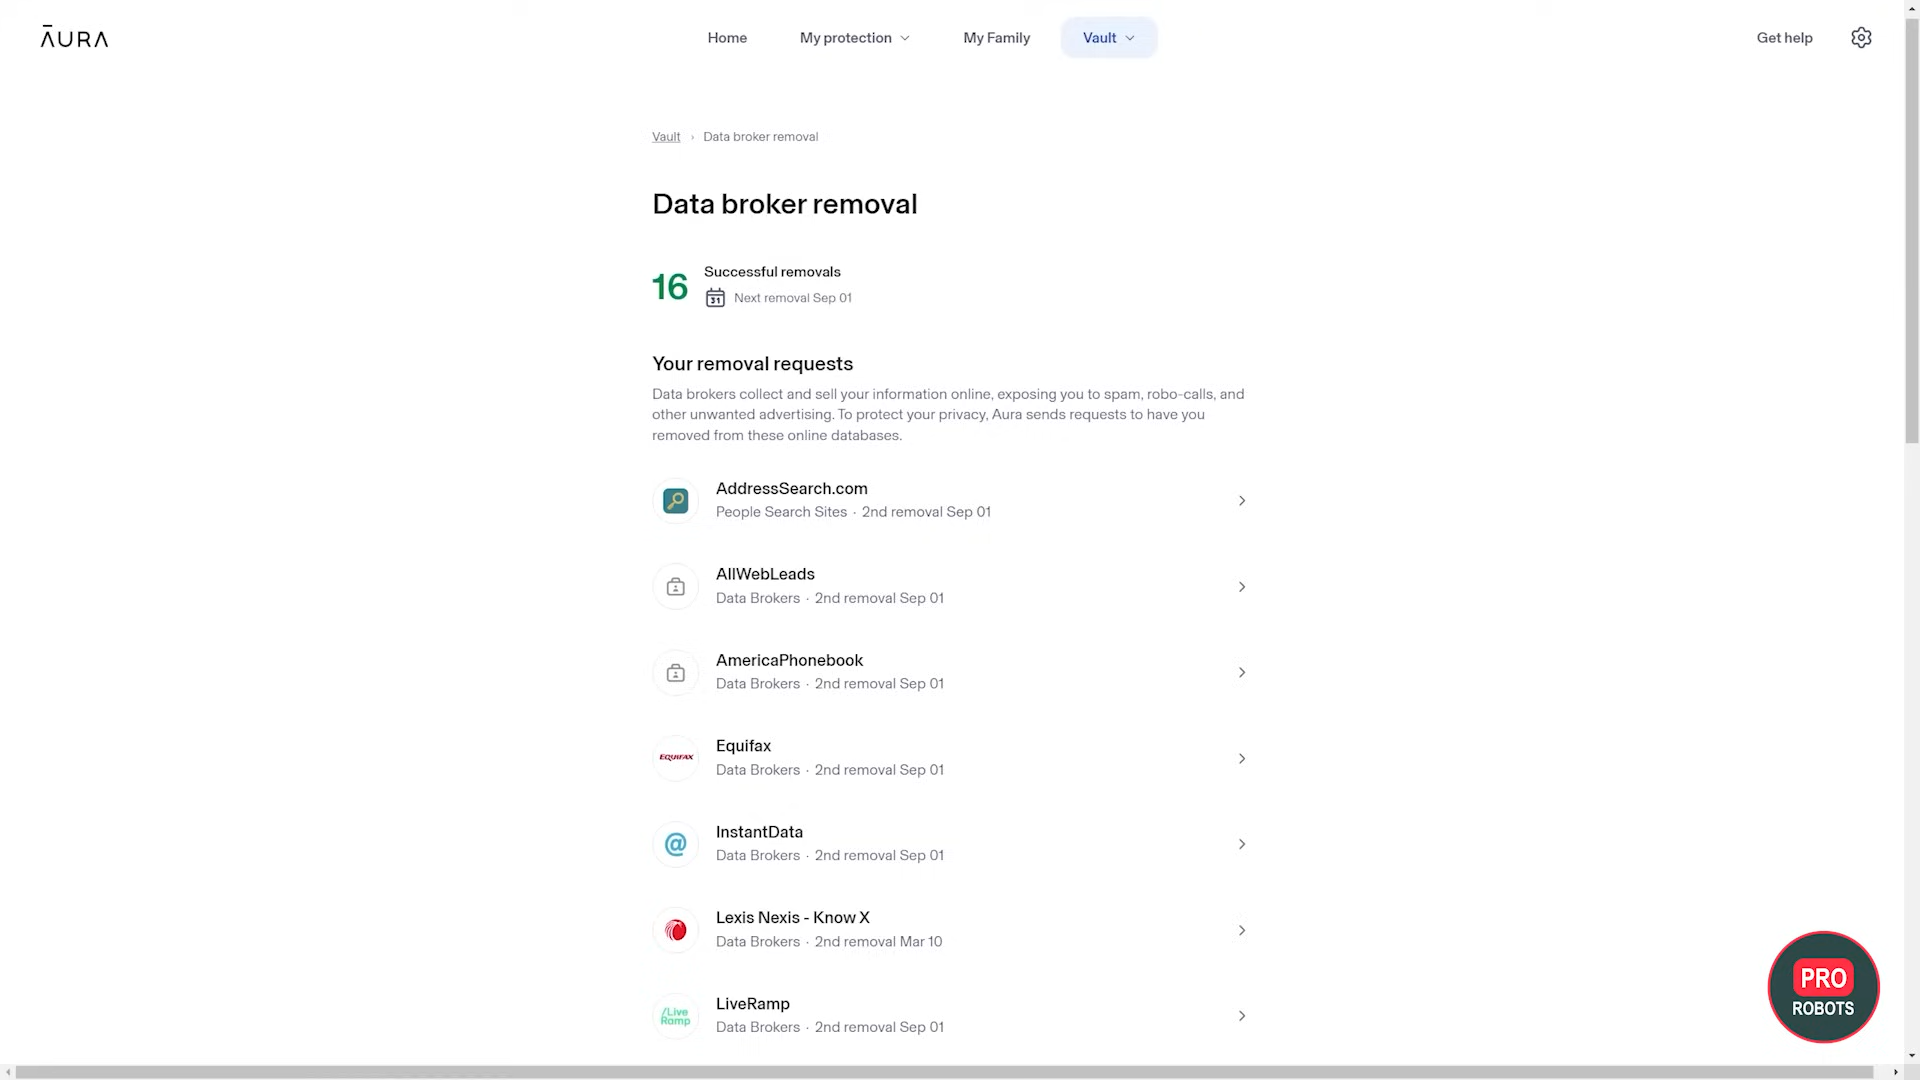 ĀURA
Home
My protection
My Family
Vault
Get help
Vault › Data broker removal
Data broker removal
16
Successful removals
31
Next removal Sep 01
Your removal requests
Data brokers collect and sell your information online, exposing you to spam, robo-calls, and
other unwanted advertising. To protect your privacy, Aura sends requests to have you
removed from these online databases.
AddressSearch.com
People Search Sites · 2nd removal Sep 01
AllWebLeads
Data Brokers · 2nd removal Sep 01
AmericaPhonebook
Data Brokers · 2nd removal Sep 01
EQUIFAX
Equifax
Data Brokers · 2nd removal Sep 01
@
InstantData
Data Brokers · 2nd removal Sep 01
Lexis Nexis - Know X
Data Brokers · 2nd removal Mar 10
/Live
Ramp
LiveRamp
Data Brokers · 2nd removal Sep 01
PRO
ROBOTS